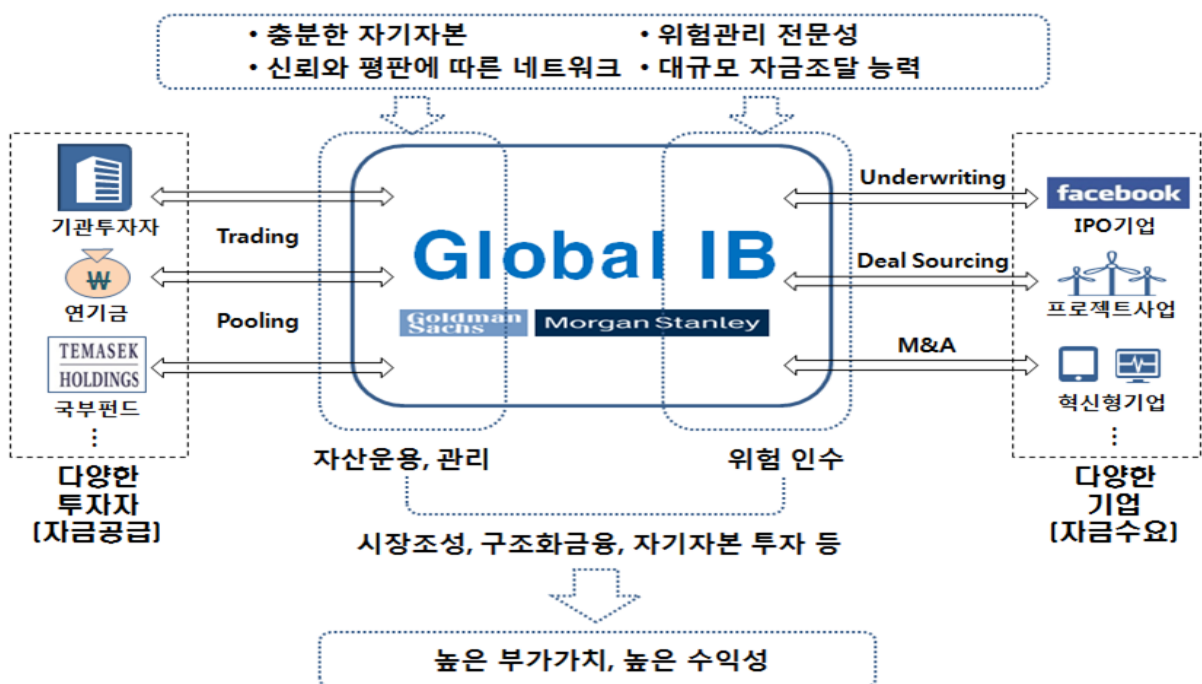 • 충분한 자기자본 • 위험관리 전문성
• 신뢰와 평판에 따른 네트워크 • 대규모 자금조달 능력
기관투자자
₩
연기금
TEMASEK
HOLDINGS
국부펀드
⋮
다양한
투자자
(자금공급)
Trading
Pooling
Global IB
Goldman
Sachs
Morgan Stanley
자산운용, 관리
위험 인수
Underwriting
Deal Sourcing
M&A
facebook
IPO기업
프로젝트사업
혁신형기업
⋮
다양한
기업
(자금수요)
시장조성, 구조화금융, 자기자본 투자 등
높은 부가가치, 높은 수익성